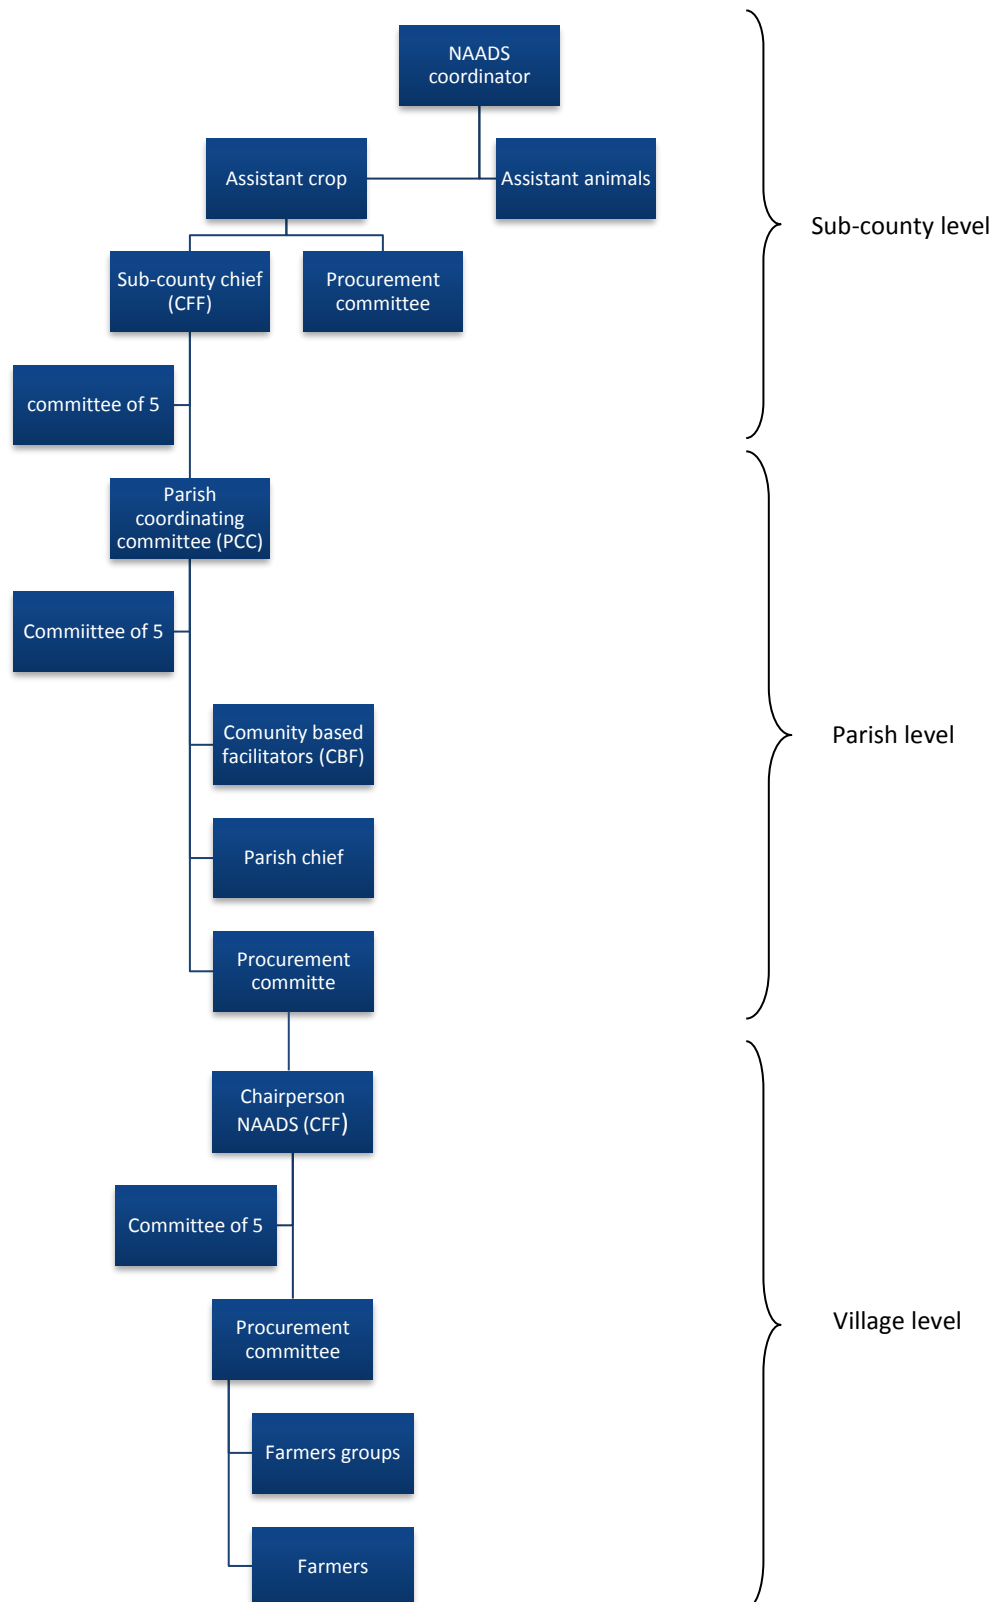 NAADS
coordinator
Assistant crop
Assistant animals
Sub-county level
Sub-county chief
(CFF)
Procurement
committee
committee of 5
Parish
coordinating
committee (PCC)
Commiittee of 5
Comunity based
facilitators (CBF)
Parish level
Parish chief
Procurement
committe
Chairperson
NAADS (CFF)
Committee of 5
Procurement
committee
Village level
Farmers groups
Farmers